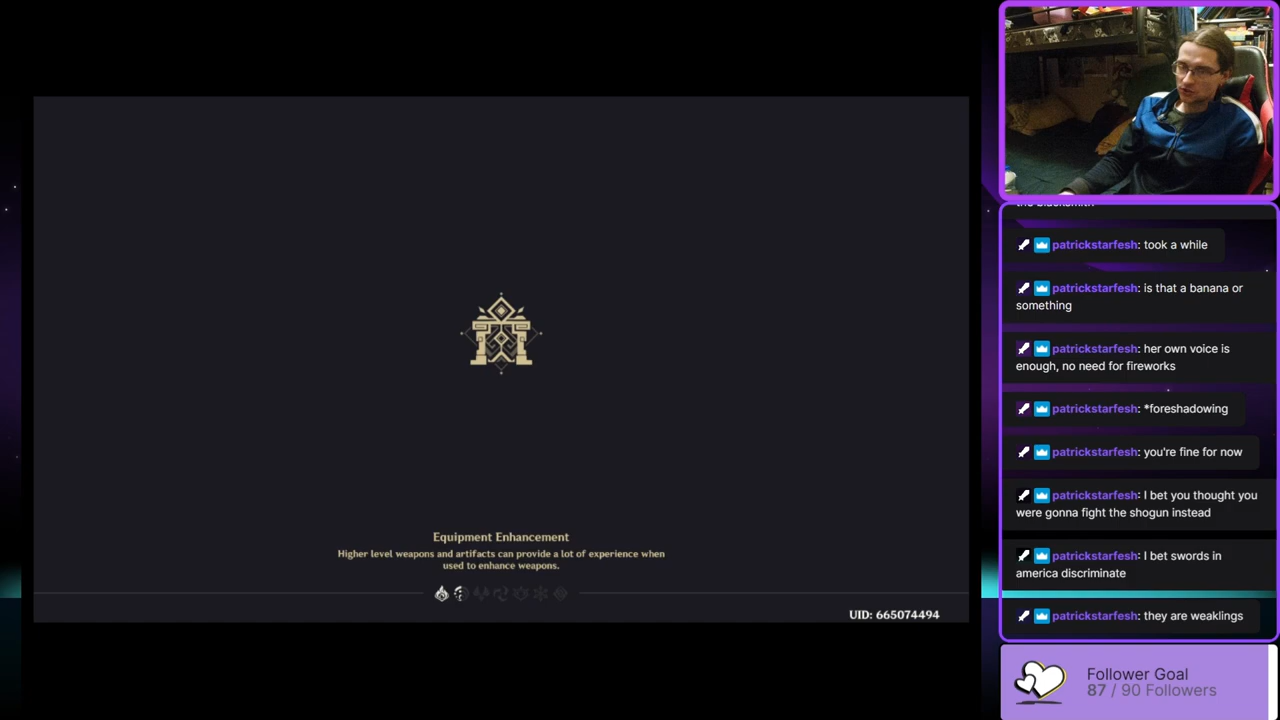 patrickstarfesh: took a while
patrickstarfesh: is that a banana or
something
patrickstarfesh: her own voice is
enough, no need for fireworks
patrickstarfesh: *foreshadowing
patrickstarfesh: you're fine for now
patrickstarfesh: I bet you thought you
were gonna fight the shogun instead
patrickstarfesh: I bet swords in
america discriminate
patrickstarfesh: they are weaklings
Equipment Enhancement
Higher level weapons and artifacts can provide a lot of experience when
used to enhance weapons.
UID: 665074494
Follower Goal
87 / 90 Followers